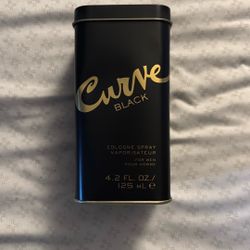 Curve
BLACK
COLOGNE SPRAY
VAPORISATEUR
FOR MEN
POUR HOMME
4.2 FL. OZ./
125 ML ℮